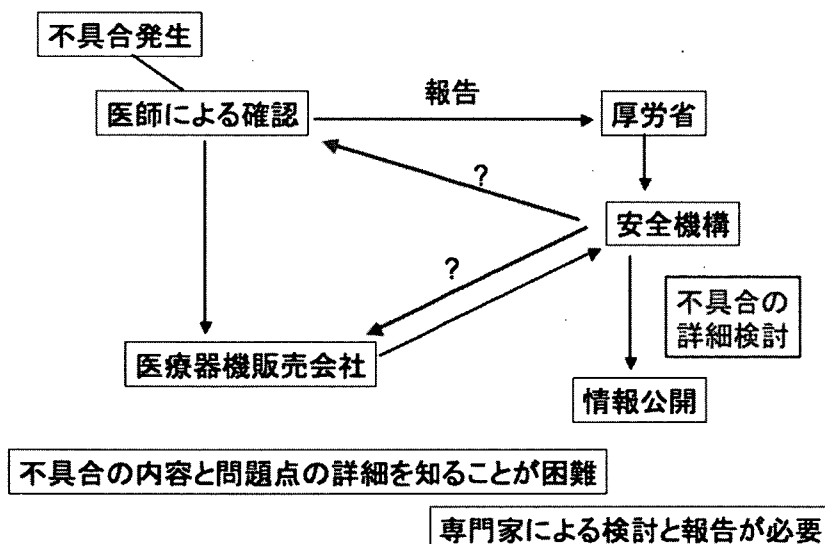 不具合発生
医師による確認
報告
厚労省
?
安全機構
?
不具合の
詳細検討
医療器機販売会社
情報公開
不具合の内容と問題点の詳細を知ることが困難
専門家による検討と報告が必要